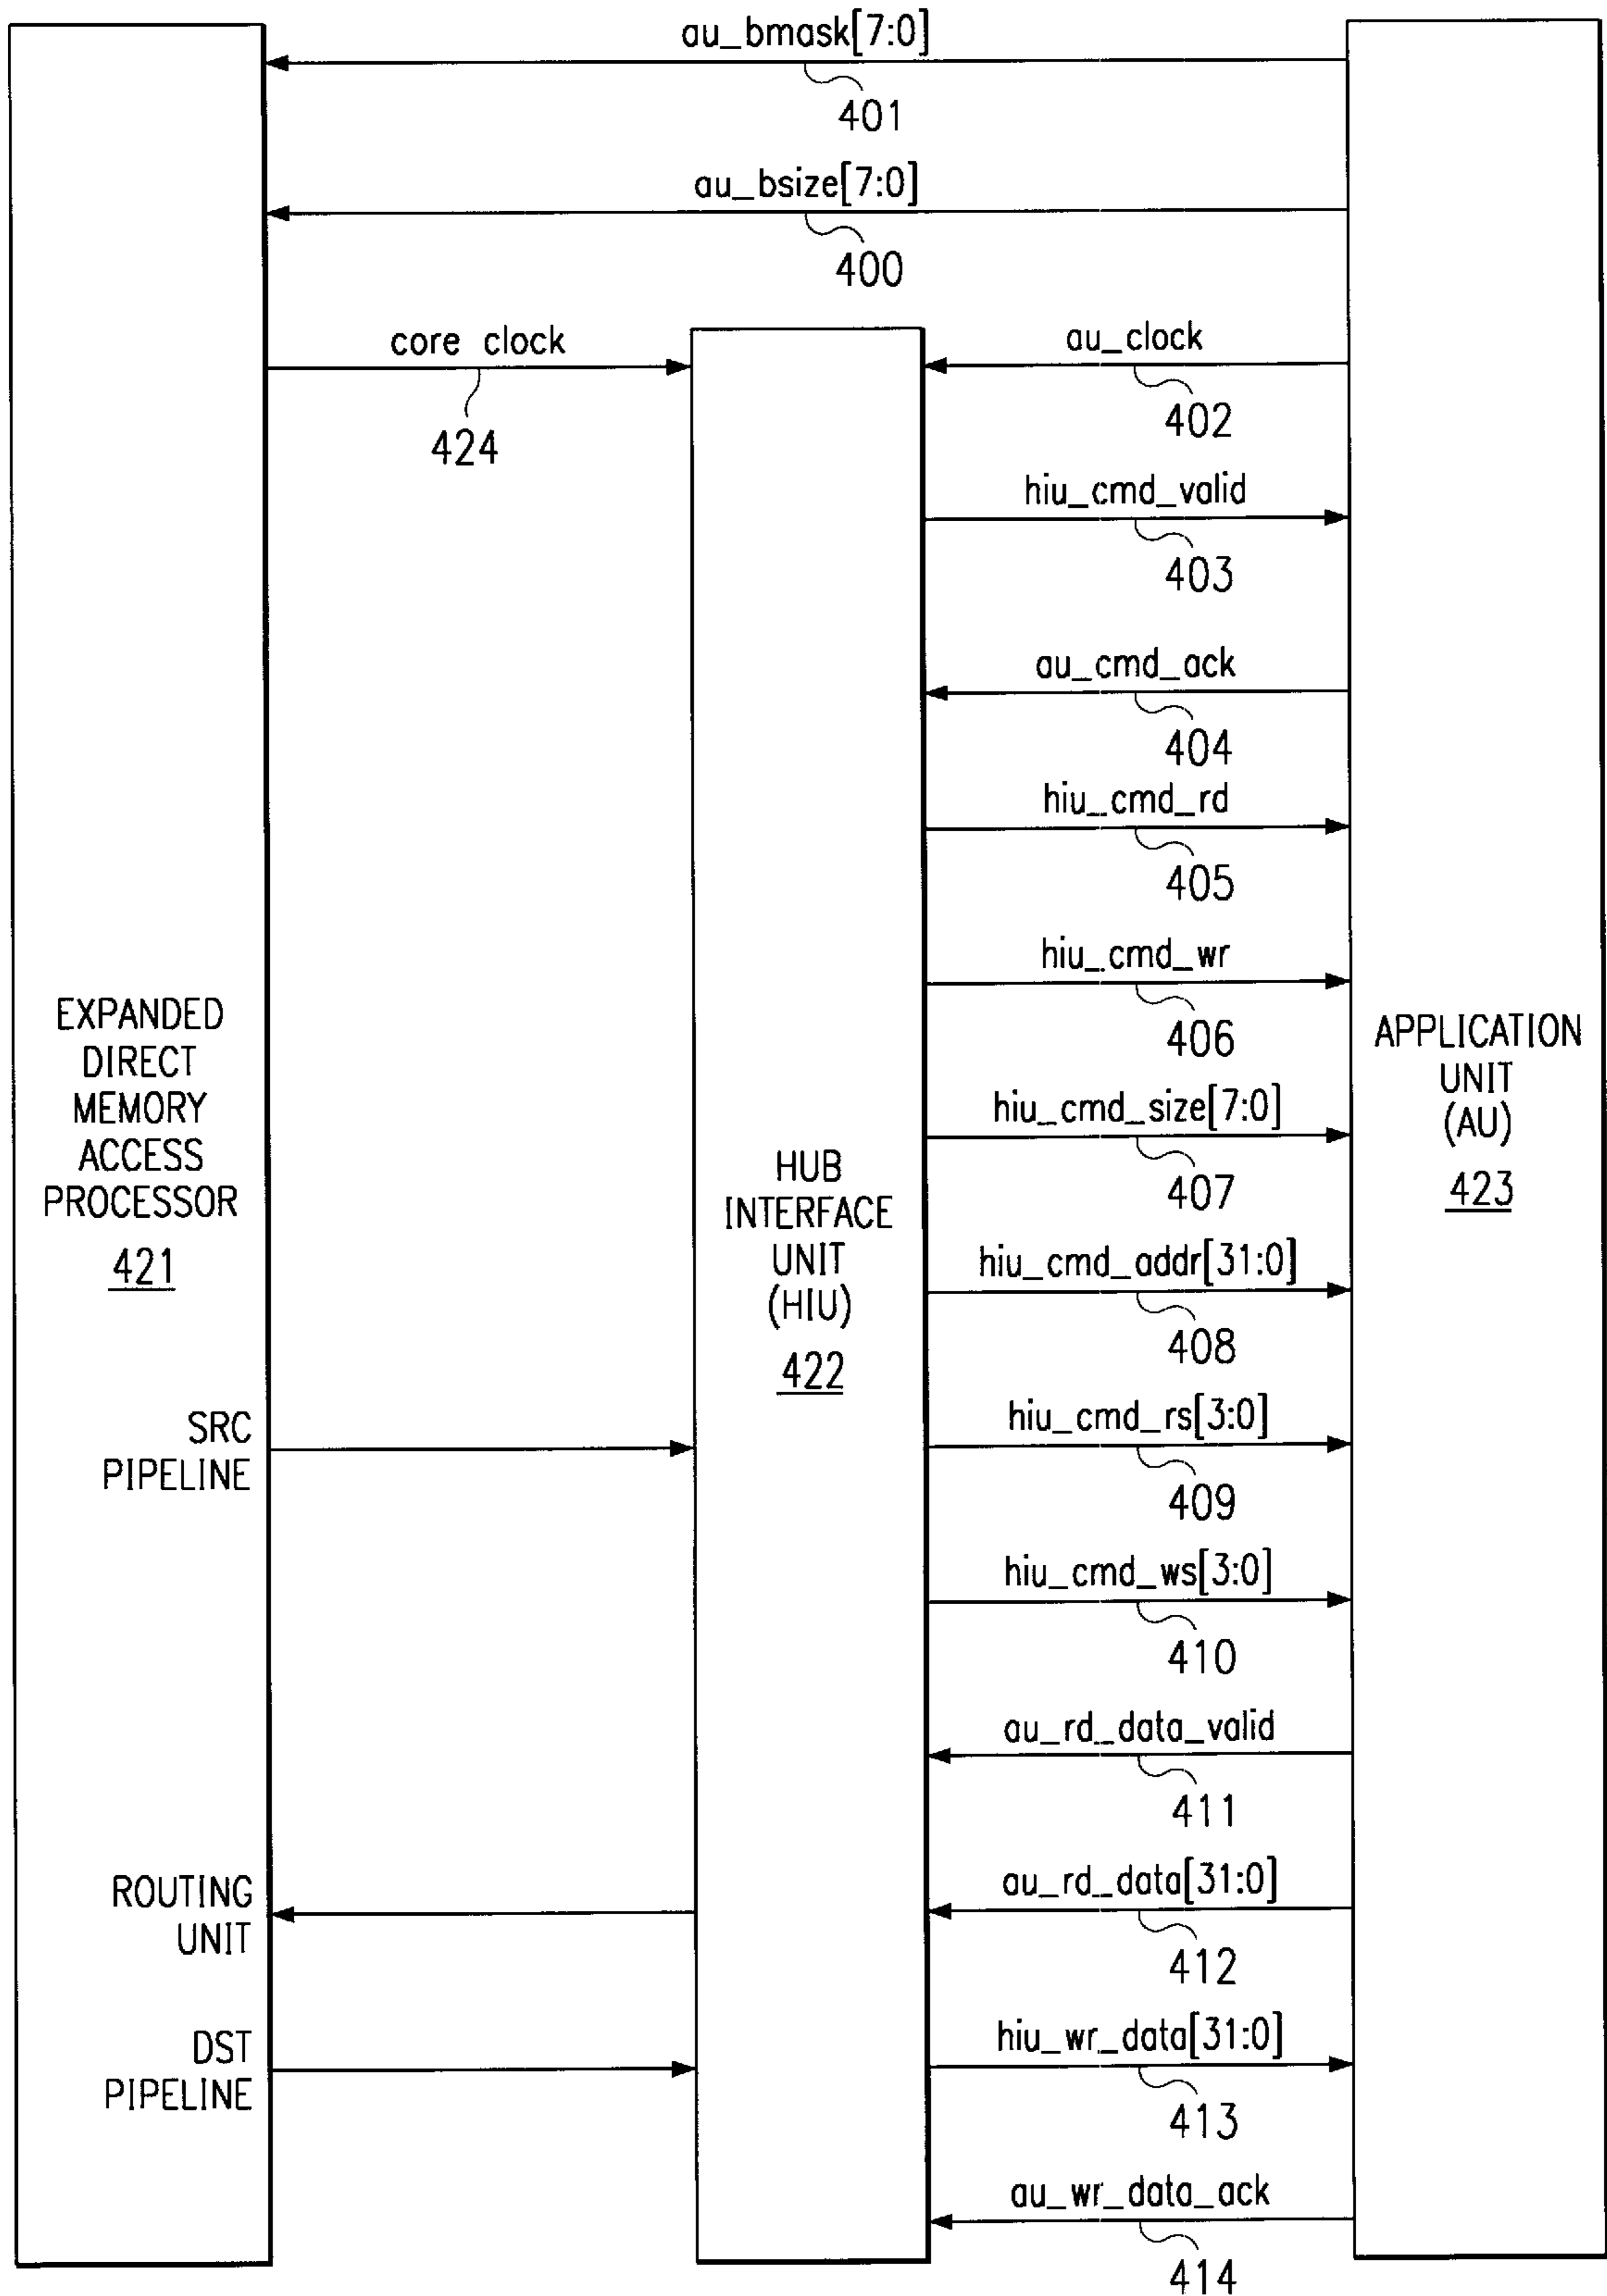 au_bmask[7:0]
401
au_bsize[7:0]
400
core clock
424
au_clock
402
hiu_cmd_valid
403
au_cmd_ack
404
hiu_cmd_rd
405
hiu_cmd_wr
406
hiu_cmd_size[7:0]
407
hiu_cmd_addr[31:0]
408
hiu_cmd_rs[3:0]
409
hiu_cmd_ws[3:0]
410
au_rd_data_valid
411
au_rd_data[31:0]
412
hiu_wr_data[31:0]
413
au_wr_data_ack
414
EXPANDED
DIRECT
MEMORY
ACCESS
PROCESSOR
421
SRC
PIPELINE
ROUTING
UNIT
DST
PIPELINE
HUB
INTERFACE
UNIT
(HIU)
422
APPLICATION
UNIT
(AU)
423